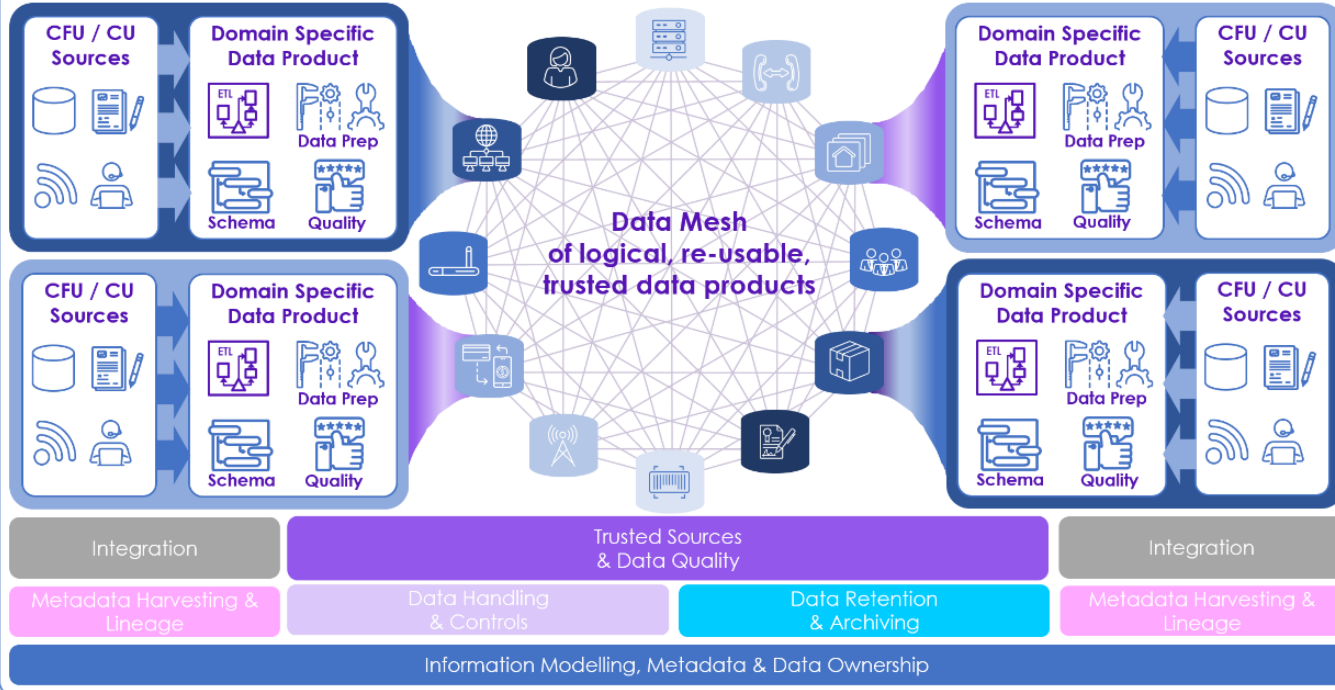 CFU / CU
Sources
Domain Specific
Data Product
ETL
Data Prep
Schema
Quality
Domain Specific
Data Product
CFU / CU
Sources
ETL
Data Prep
Schema
Quality
Data Mesh
of logical, re-usable,
trusted data products
CFU / CU
Sources
Domain Specific
Data Product
ETL
Data Prep
Schema
Quality
Domain Specific
Data Product
CFU / CU
Sources
ETL
Data Prep
Schema
Quality
Integration
Trusted Sources
& Data Quality
Integration
Metadata Harvesting &
Lineage
Data Handling
& Controls
Data Retention
& Archiving
Metadata Harvesting &
Lineage
Information Modelling, Metadata & Data Ownership